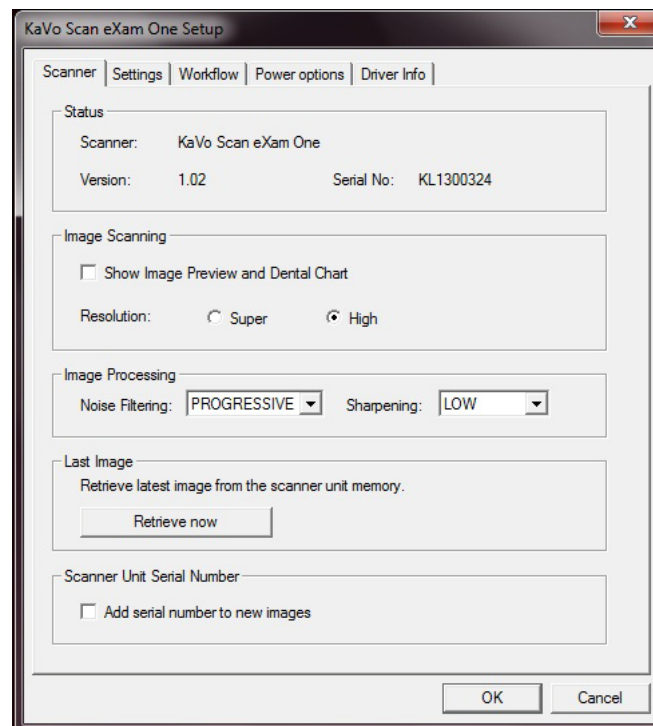 KaVo Scan eXam One Setup
Scanner Settings Workflow Power options Driver Info
Status
Scanner: KaVo Scan eXam One
Version: 1.02 Serial No: KL1300324
Image Scanning
Show Image Preview and Dental Chart
Resolution: Super High
Image Processing
Noise Filtering: PROGRESSIVE Sharpening: LOW
Last Image
Retrieve latest image from the scanner unit memory.
Retrieve now
Scanner Unit Serial Number
Add serial number to new images
OK Cancel